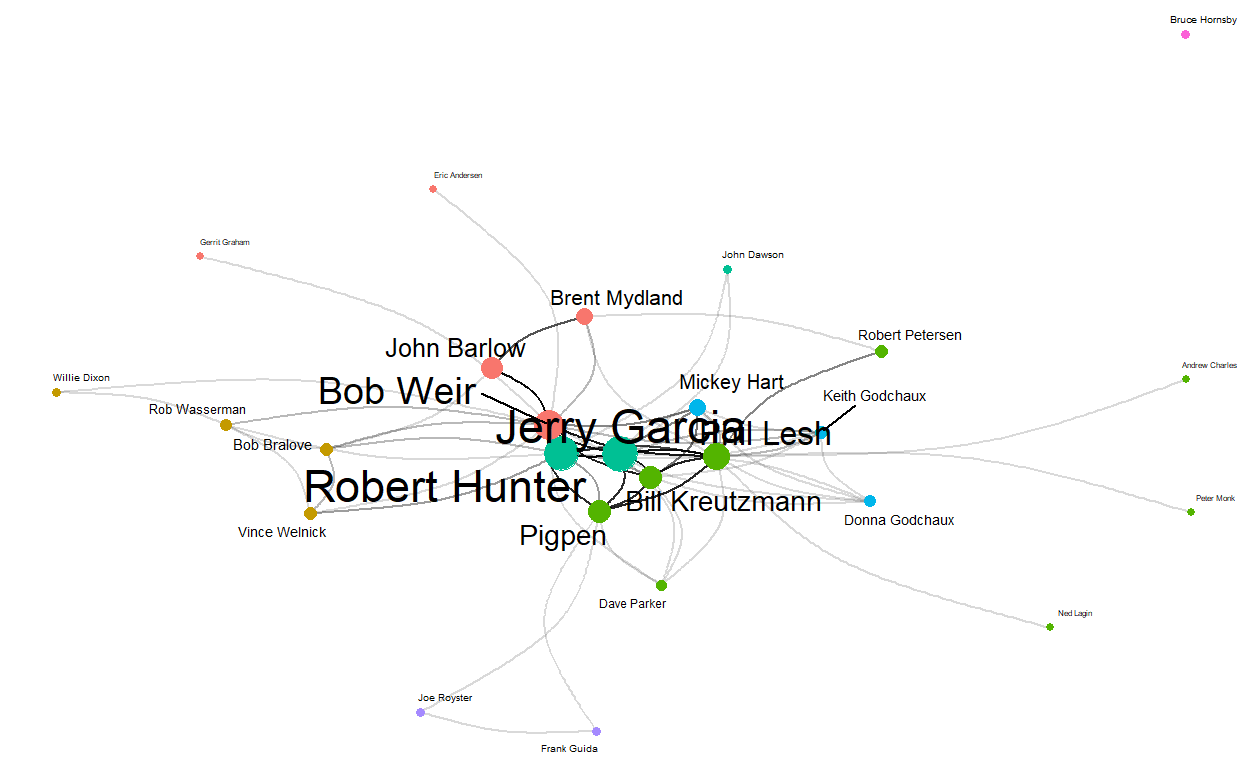 Bruce Hornsby
Eric Andersen
Gerrit Graham
John Dawson
Brent Mydland
Robert Petersen
John Barlow
Andrew Charles
Willie Dixon
Mickey Hart
Bob Weir
Keith Godchaux
Rob Wasserman
Jerry Garcia
Phil Lesh
Bob Bralove
Robert Hunter
Bill Kreutzmann
Peter Monk
Donna Godchaux
Vince Welnick
Pigpen
Dave Parker
Ned Lagin
Joe Royster
Frank Guida